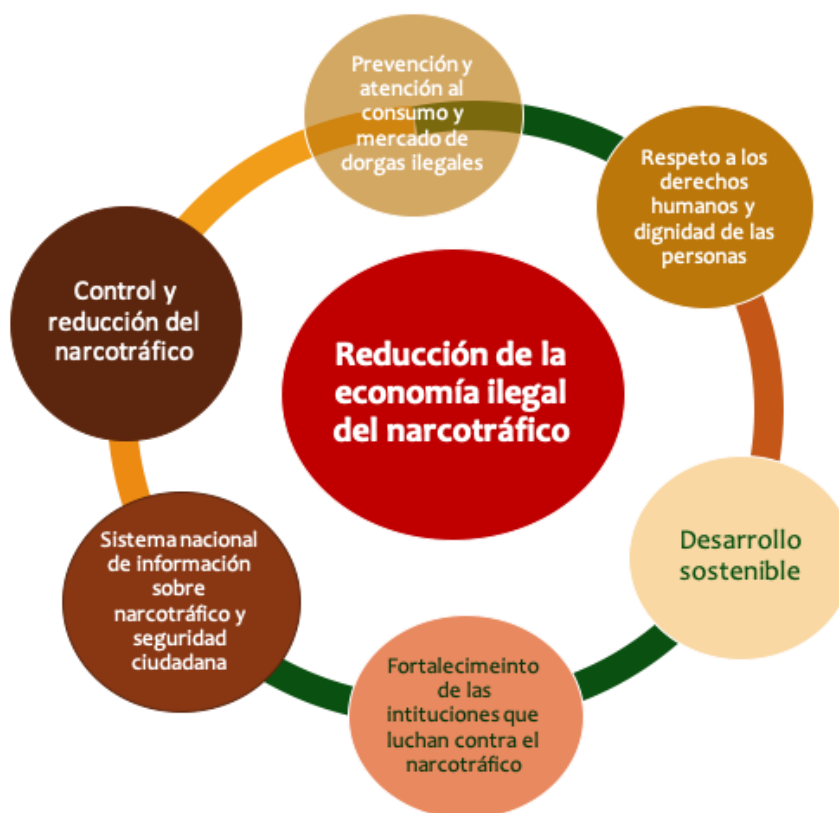 Prevención y
atención al
consumo y
mercado de
dorgas ilegales
Respeto a los
derechos
humanos y
dignidad de las
personas
Control y
reducción del
narcotráfico
Reducción de la
economía ilegal
del narcotráfico
Desarrollo
sostenible
Sistema nacional
de información
sobre
narcotráfico y
seguridad
ciudadana
Fortalecimeinto
de las
intituciones que
luchan contra el
narcotráfico